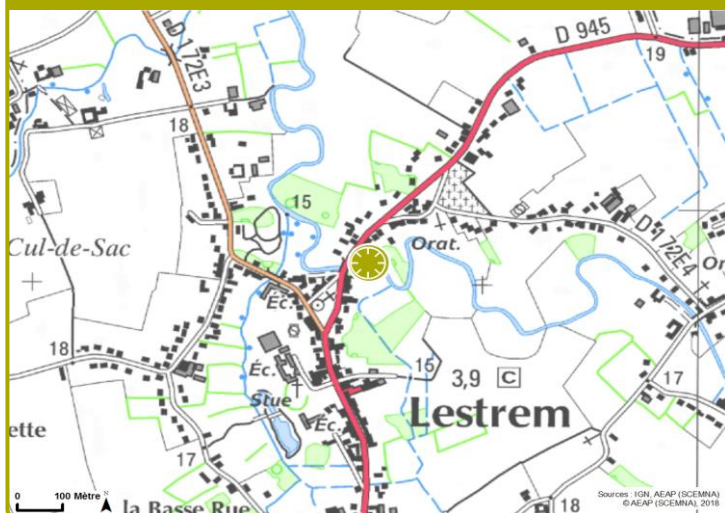 D 945
D 172E3
19
18
15
Cul-de-Sac
Orat.
D 172E4
Or
Éc.
18
Éc.
15
3,9 C
17
Stue
Lestrem
Éc.
ette
17
la Basse Rue
18
0 100 Mètre
N
Sources : IGN, AEAP (SCEMNA)
© AEAP (SCEMNA), 2018